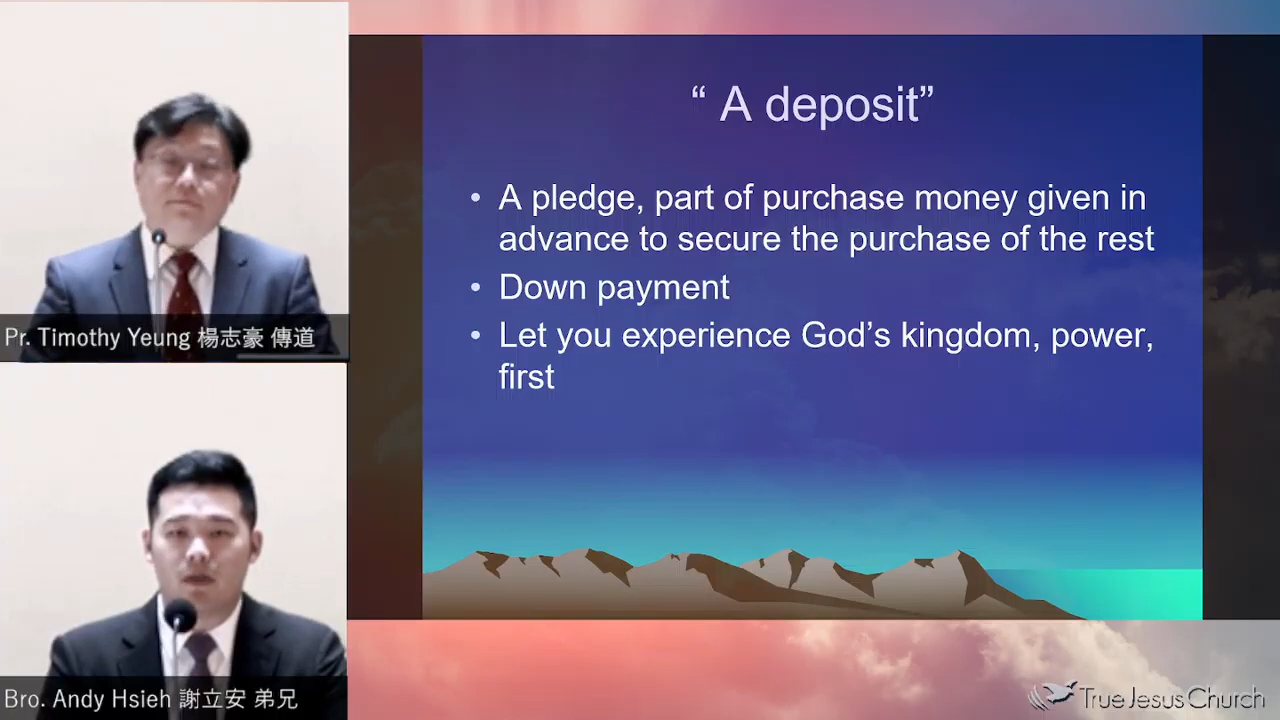 “ A deposit”
• A pledge, part of purchase money given in
advance to secure the purchase of the rest
• Down payment
• Let you experience God’s kingdom, power,
first
Pr. Timothy Yeung 楊志豪 傳道
Bro. Andy Hsieh 謝立安 弟兄
True Jesus Church